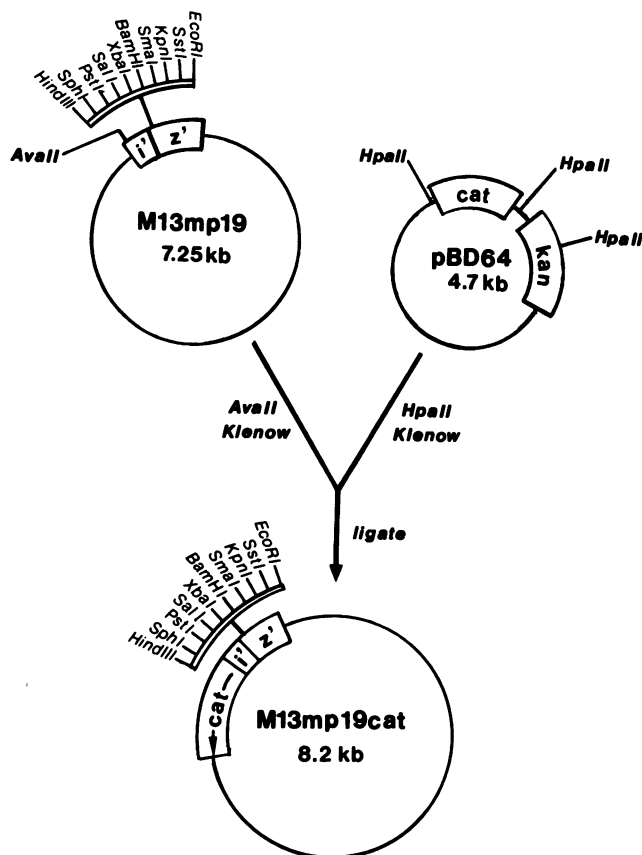 HindIII
SphI
PstI
SalI
XbaI
BamHI
SmaI
KpnI
SstI
EcoRI
AvaII
i'
z'
M13mp19
7.25 kb
HpaII
cat
HpaII
HpaII
kan
pBD64
4.7 kb
AvaII
Klenow
HpaII
Klenow
ligate
HindIII
SphI
PstI
SalI
XbaI
BamHI
SmaI
KpnI
SstI
EcoRI
cat
i'
z'
M13mp19cat
8.2 kb